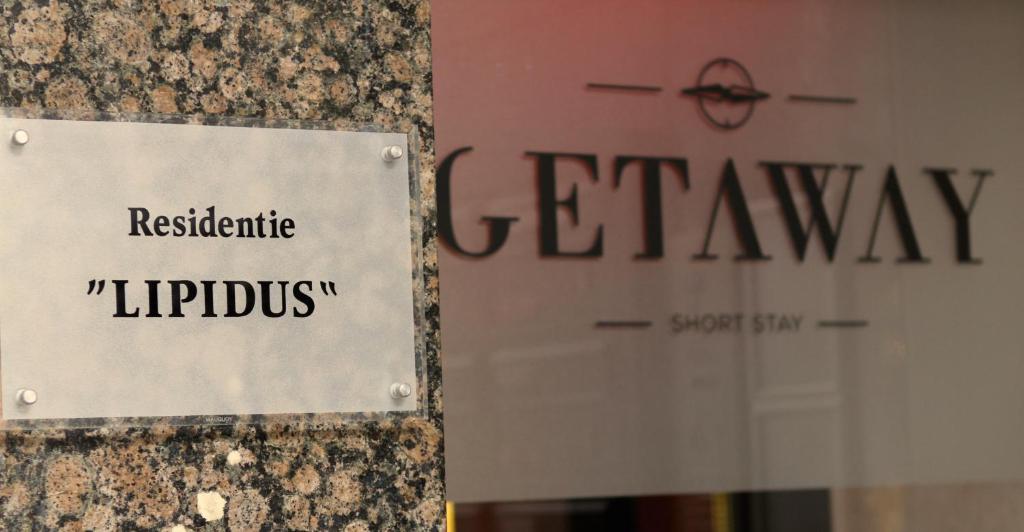 Residentie
”LIPIDUS‟
GETAWAY
SHORT STAY